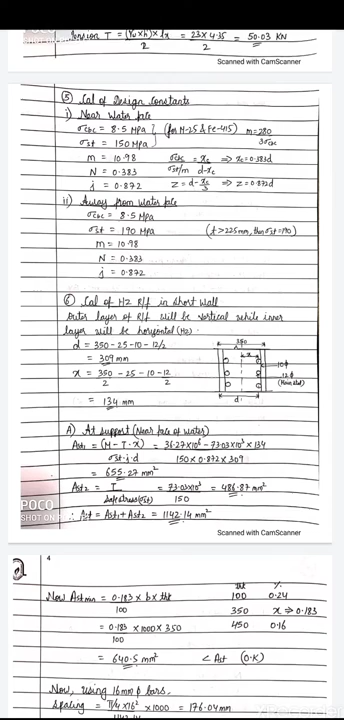 Tension T = (γw×h) × lx = 23×4.35 = 50.03 KN
2 2
Scanned with CamScanner
⑤ Cal of Design Constants
i) Near Water face
σcbc = 8.5 MPa } (for M-25 & Fe-415) m=280
σst = 150 MPa 3σcbc
m = 10.98 σcbc = xc ⇒ xc=0.383d
N = 0.383 σst/m d-xc
j = 0.872 z = d-xc/3 ⇒ z=0.872d
ii) Away from water face
σcbc = 8.5 MPa
σst = 190 MPa (t >225mm, then σst=190)
m = 10.98
N = 0.383
j = 0.872
⑥ Cal of Hz R/f in short wall
Outer layer of R/f will be vertical while inner
layer will be horizontal (Hz).
d = 350-25-10-12/2
350
= 309 mm
x
x = 350 - 25 - 10 - 12
2 2
10ϕ
12ϕ
(Main steel)
= 134 mm
d
A) At support (Near face of water)
Ast1 = (M-T.x) = 36.27×10⁶ - 73.03×10³×134
σst.j.d 150×0.872×309
= 655.27 mm²
Ast2 = T = 73.03×10³ = 486.87 mm²
Safe stress(σst) 150
∴ Ast = Ast1 + Ast2 = 1142.14 mm²
POCO
SHOT ON
Scanned with CamScanner
4
tht %
Now Astmin = 0.183 × b × tht 100 0.24
100 350 x ⇒ 0.183
= 0.183 × 1000 × 350 450 0.16
100
= 640.5 mm² < Ast (O.K)
Now, using 16mm ϕ bars.
Spacing = π/4 × 16² × 1000 = 176.04mm
1142.14